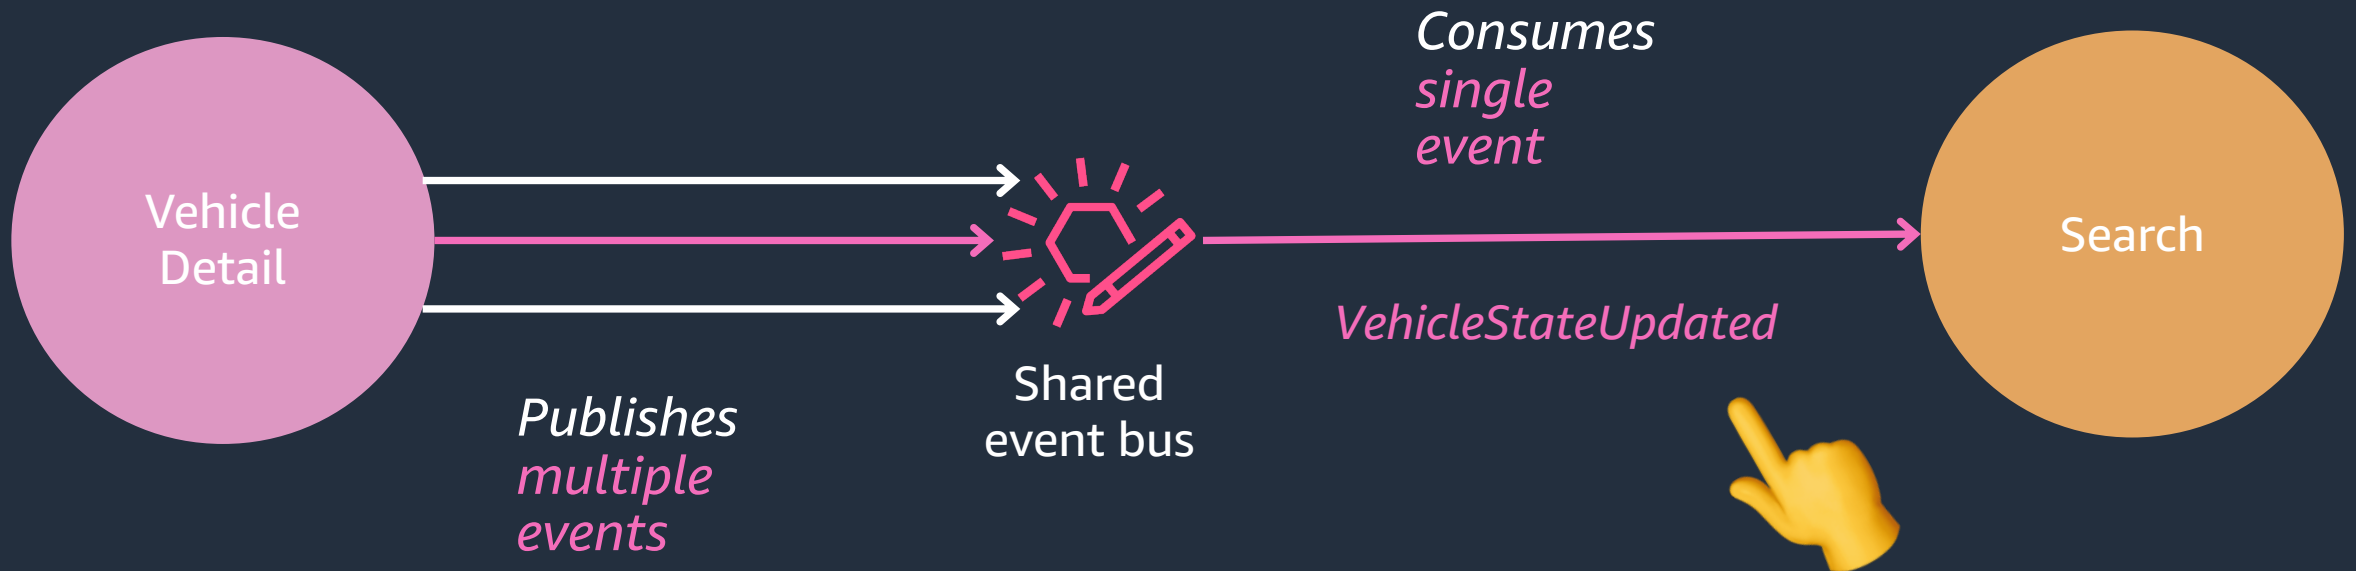 Vehicle
Detail
Publishes
multiple
events
Shared
event bus
Consumes
single
event
VehicleStateUpdated
Search